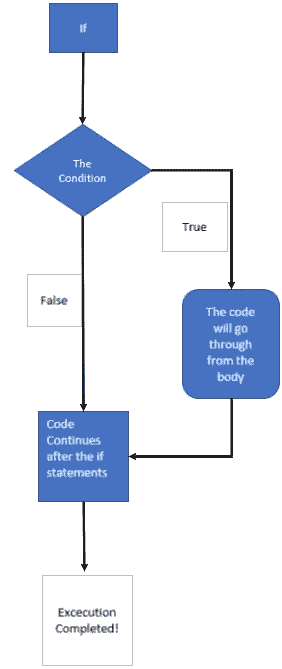 If
The
Condition
True
False
The code
will go
through
from the
body
Code
Continues
after the if
statements
Excecution
Completed!